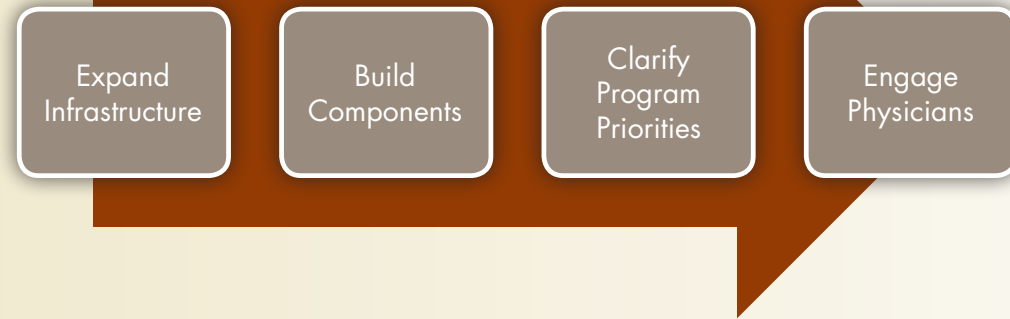 Expand
Infrastructure
Build
Components
Clarify
Program
Priorities
Engage
Physicians